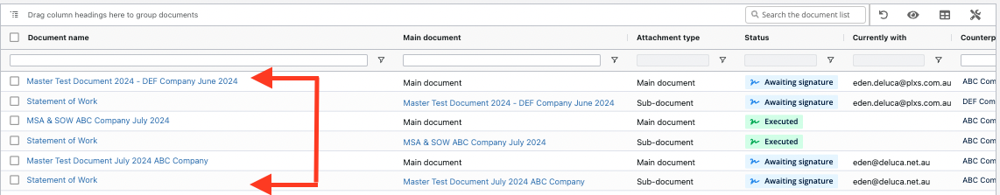 Drag column headings here to group documents Search the document list
Document name Main document Attachment type Status Currently with Counterp
Master Test Document 2024 - DEF Company June 2024 Main document Main document Awaiting signature eden.deluca@plxs.com.au ABC Com
Statement of Work Master Test Document 2024 - DEF Company June 2024 Sub-document Awaiting signature eden.deluca@plxs.com.au DEF Com
MSA & SOW ABC Company July 2024 Main document Main document Executed ABC Com
Statement of Work MSA & SOW ABC Company July 2024 Sub-document Executed ABC Com
Master Test Document July 2024 ABC Company Main document Main document Awaiting signature eden@deluca.net.au ABC Com
Statement of Work Master Test Document July 2024 ABC Company Sub-document Awaiting signature eden@deluca.net.au ABC Com